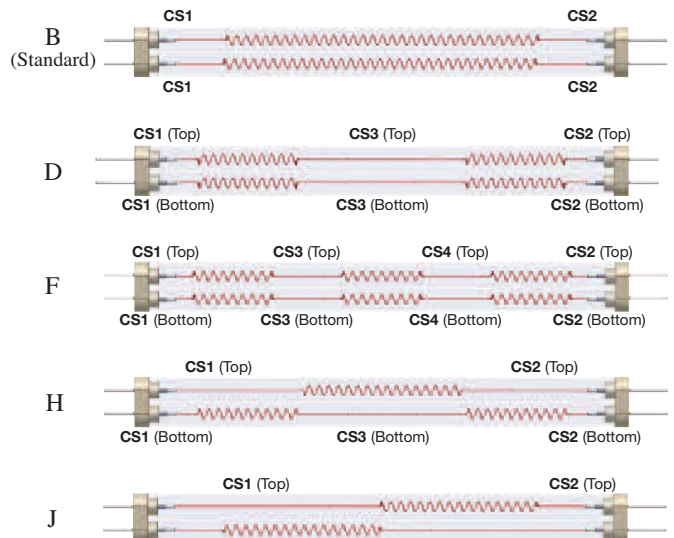 CS1 CS2
B
(Standard)
CS1 CS2
CS1 (Top) CS3 (Top) CS2 (Top)
D
CS1 (Bottom) CS3 (Bottom) CS2 (Bottom)
CS1 (Top) CS3 (Top) CS4 (Top) CS2 (Top)
F
CS1 (Bottom) CS3 (Bottom) CS4 (Bottom) CS2 (Bottom)
CS1 (Top) CS2 (Top)
H
CS1 (Bottom) CS3 (Bottom) CS2 (Bottom)
CS1 (Top) CS2 (Top)
J